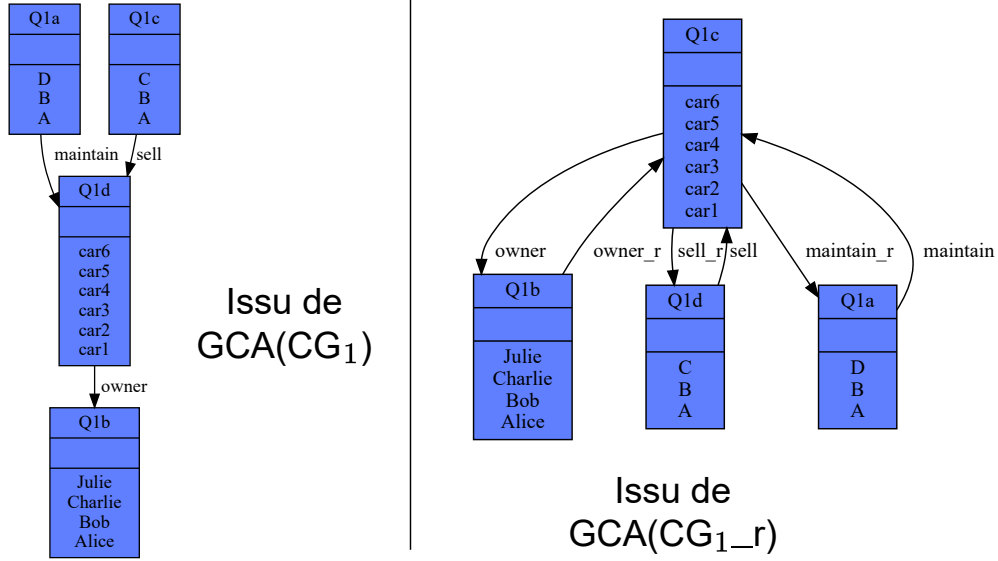 Q1a
D
B
A
Q1c
C
B
A
maintain
sell
Q1d
car6
car5
car4
car3
car2
car1
owner
Q1b
Julie
Charlie
Bob
Alice
Issu de
GCA(CG₁)
Q1c
car6
car5
car4
car3
car2
car1
owner
owner_r
sell_r
sell
maintain_r
maintain
Q1b
Julie
Charlie
Bob
Alice
Q1d
C
B
A
Q1a
D
B
A
Issu de
GCA(CG₁_r)